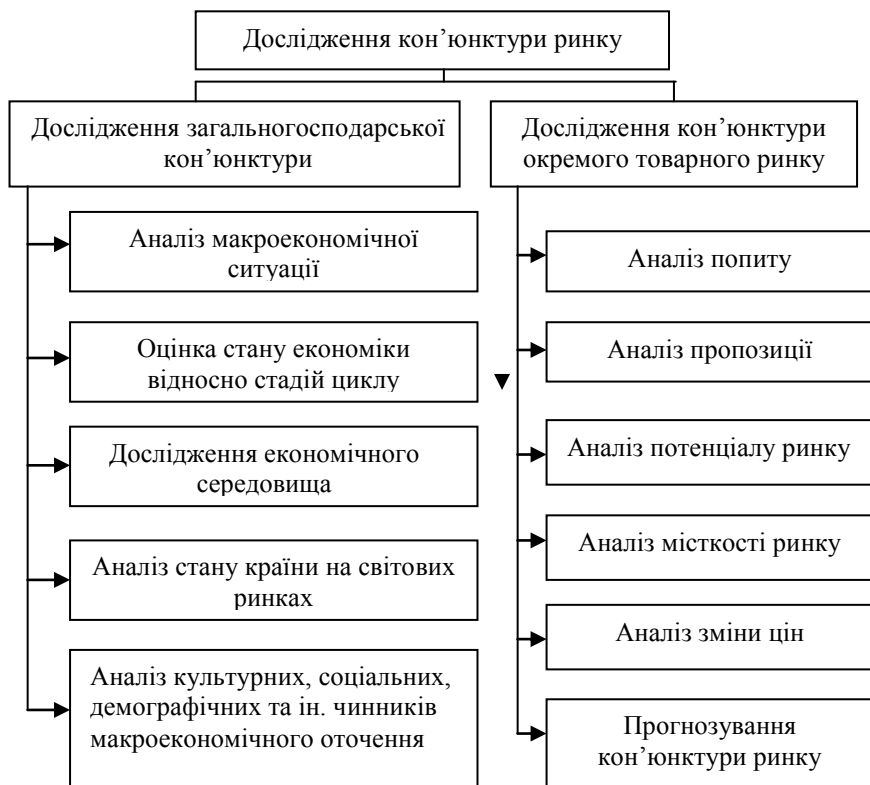 Дослідження кон’юнктури ринку
Дослідження загальногосподарської
кон’юнктури
Аналіз макроекономічної
ситуації
Оцінка стану економіки
відносно стадій циклу
Дослідження економічного
середовища
Аналіз стану країни на світових
ринках
Аналіз культурних, соціальних,
демографічних та ін. чинників
макроекономічного оточення
Дослідження кон’юнктури
окремого товарного ринку
Аналіз попиту
Аналіз пропозиції
Аналіз потенціалу ринку
Аналіз місткості ринку
Аналіз зміни цін
Прогнозування
кон’юнктури ринку